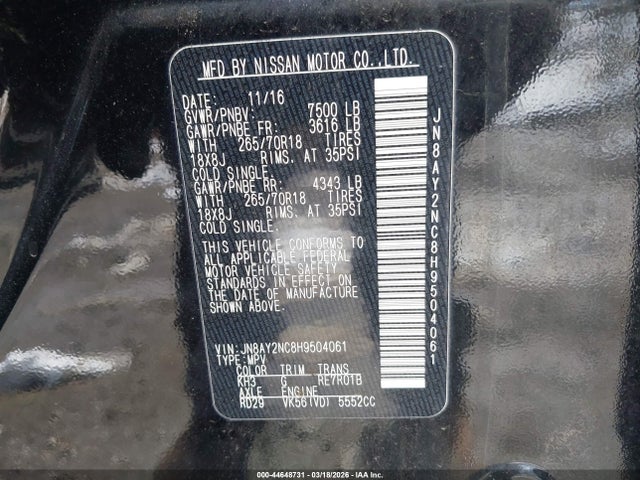 MFD BY NISSAN MOTOR CO.,LTD.
DATE: 11/16
GVWR/PNBV: 7500 LB
GAWR/PNBE FR: 3616 LB
WITH 265/70R18 TIRES
18X8J RIMS. AT 35PSI
COLD SINGLE.
GAWR/PNBE RR: 4343 LB
WITH 265/70R18 TIRES
18X8J RIMS. AT 35PSI
COLD SINGLE.
THIS VEHICLE CONFORMS TO
ALL APPLICABLE FEDERAL
MOTOR VEHICLE SAFETY
STANDARDS IN EFFECT ON
THE DATE OF MANUFACTURE
SHOWN ABOVE.
VIN: JN8AY2NC8H9504061
TYPE: MPV
COLOR TRIM TRANS
KH3 G RE7R01B
AXLE ENGINE
RD29 VK56(VD) 5552CC
JN8AY2NC8H9504061
000-44648731 - 03/18/2026 - IAA Inc.